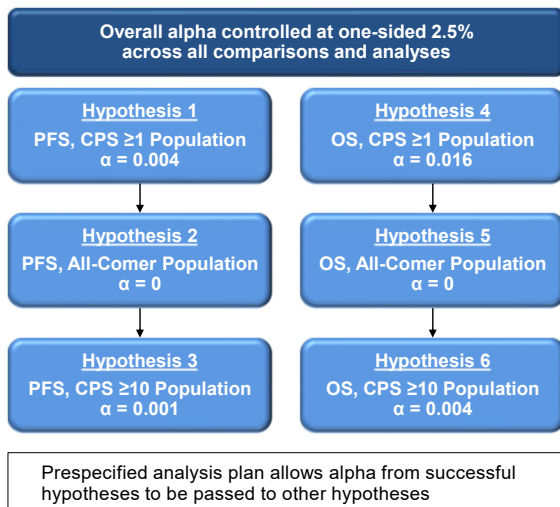 Overall alpha controlled at one-sided 2.5%
across all comparisons and analyses
Hypothesis 1
PFS, CPS ≥1 Population
α = 0.004
Hypothesis 4
OS, CPS ≥1 Population
α = 0.016
Hypothesis 2
PFS, All-Comer Population
α = 0
Hypothesis 5
OS, All-Comer Population
α = 0
Hypothesis 3
PFS, CPS ≥10 Population
α = 0.001
Hypothesis 6
OS, CPS ≥10 Population
α = 0.004
Prespecified analysis plan allows alpha from successful
hypotheses to be passed to other hypotheses